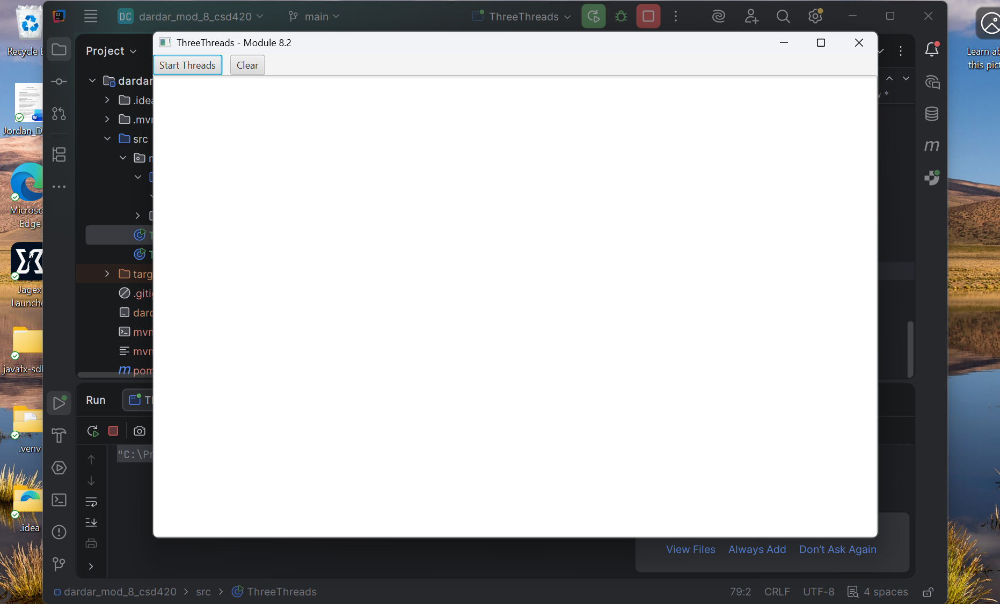 DC dardar_mod_8_csd420 main ThreeThreads
ThreeThreads - Module 8.2
Start Threads Clear
Project
dardar
.idea
.mvn
src
targ
.giti
dard
mvn
mvn
m pom
Run
"C:\Pr
View Files Always Add Don't Ask Again
dardar_mod_8_csd420 > src > ThreeThreads
79:2 CRLF UTF-8 4 spaces
Recycle
Jordan_D
Microso
Edge
Jagex
Launche
javafx-sdl
.venv
.idea
Learn ab
this pict